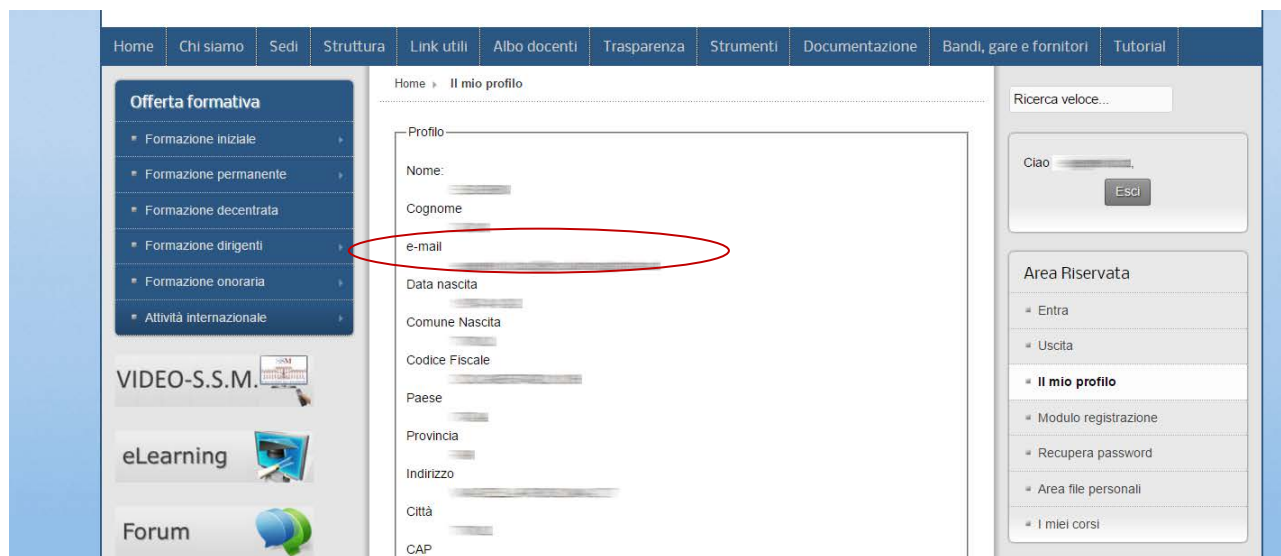 Home Chi siamo Sedi Struttura Link utili Albo docenti Trasparenza Strumenti Documentazione Bandi, gare e fornitori Tutorial
Offerta formativa
Formazione iniziale
Formazione permanente
Formazione decentrata
Formazione dirigenti
Formazione onoraria
Attività internazionale
VIDEO-S.S.M.
SSM
eLearning
Forum
Home Il mio profilo
Profilo
Nome:
Cognome
e-mail
Data nascita
Comune Nascita
Codice Fiscale
Paese
Provincia
Indirizzo
Città
CAP
Ricerca veloce...
Ciao ,
Esci
Area Riservata
Entra
Uscita
Il mio profilo
Modulo registrazione
Recupera password
Area file personali
I miei corsi